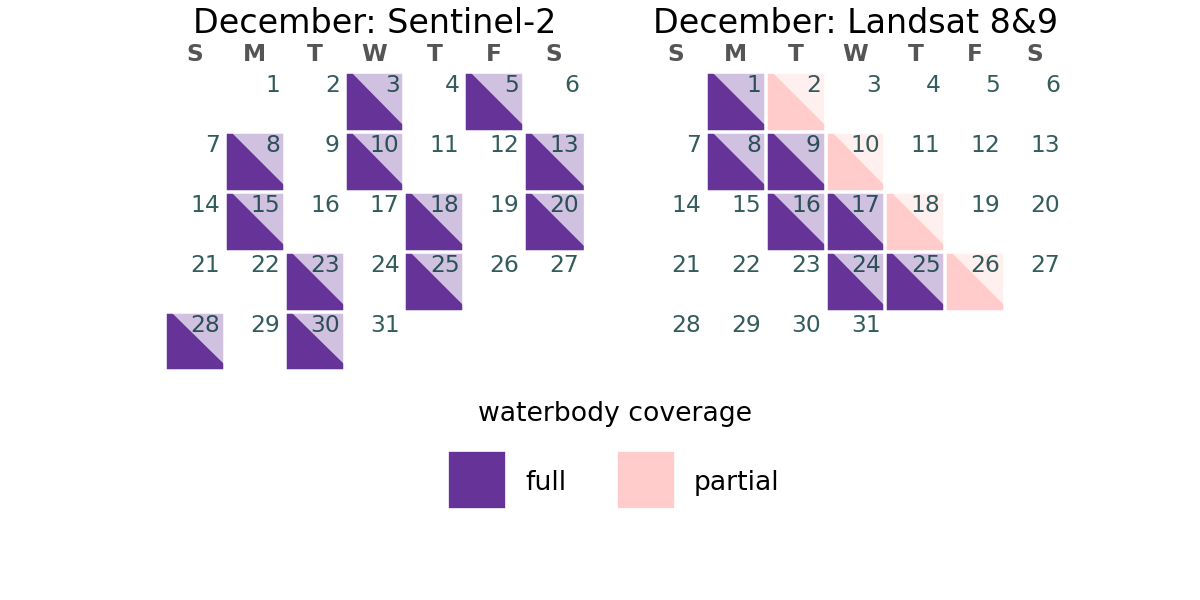 December: Sentinel-2
S M T W T F S
1 2 3 4 5 6
7 8 9 10 11 12 13
14 15 16 17 18 19 20
21 22 23 24 25 26 27
28 29 30 31
December: Landsat 8&9
S M T W T F S
1 2 3 4 5 6
7 8 9 10 11 12 13
14 15 16 17 18 19 20
21 22 23 24 25 26 27
28 29 30 31
waterbody coverage
full partial